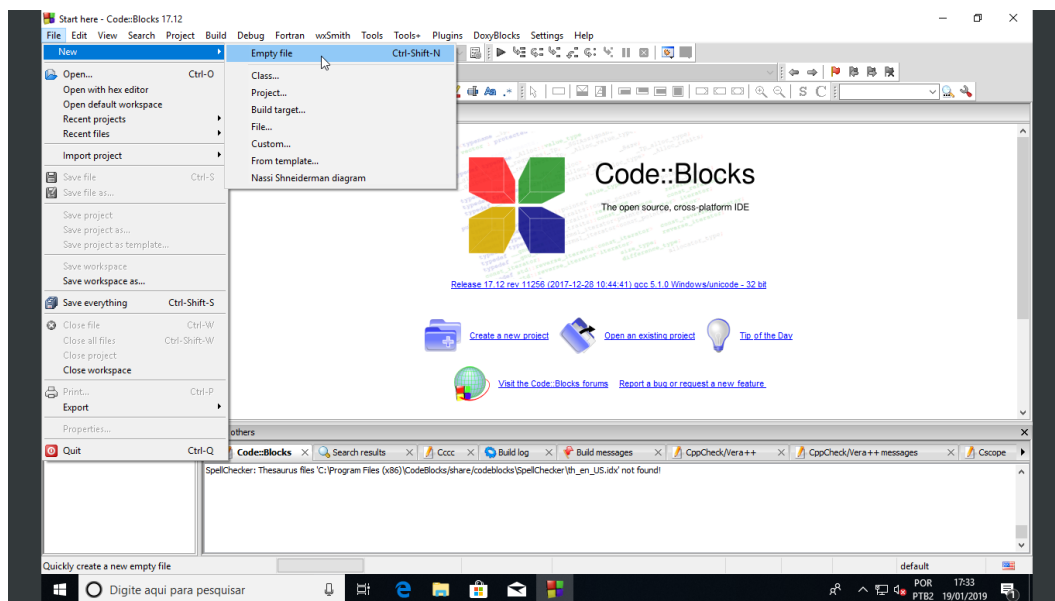 Start here - Code::Blocks 17.12
File Edit View Search Project Build Debug Fortran wxSmith Tools Tools+ Plugins DoxyBlocks Settings Help
New
Empty file Ctrl-Shift-N
Class...
Project...
Build target...
File...
Custom...
From template...
Nassi Shneiderman diagram
Open... Ctrl-O
Open with hex editor
Open default workspace
Recent projects
Recent files
Import project
Save file Ctrl-S
Save file as...
Save project
Save project as...
Save project as template...
Save workspace
Save workspace as...
Save everything Ctrl-Shift-S
Close file Ctrl-W
Close all files Ctrl-Shift-W
Close project
Close workspace
Print... Ctrl-P
Export
Properties...
Quit Ctrl-Q
S C
Code::Blocks
The open source, cross-platform IDE
Release 17.12 rev 11256 (2017-12-28 10:44:41) gcc 5.1.0 Windows/unicode - 32 bit
Create a new project Open an existing project Tip of the Day
Visit the Code::Blocks forums Report a bug or request a new feature
others
Code::Blocks Search results Cccc Build log Build messages CppCheck/Vera++ CppCheck/Vera++ messages Cscope
SpellChecker: Thesaurus files 'C:\Program Files (x86)\CodeBlocks/share/codeblocks\SpellChecker\th_en_US.idx' not found!
Quickly create a new empty file default
Digite aqui para pesquisar
POR 17:33
PTB2 19/01/2019